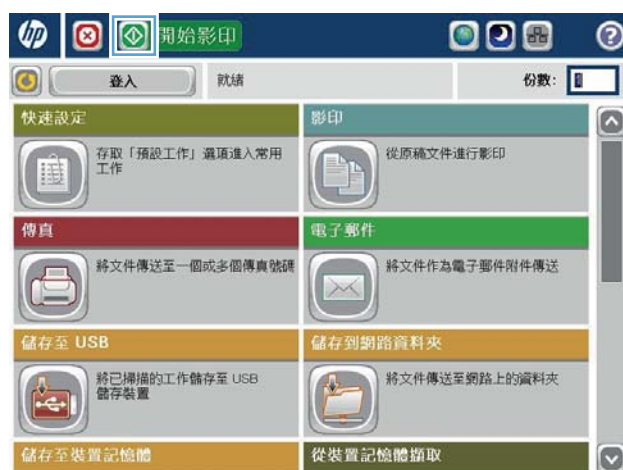 hp
開始影印
登入
就緒
份數: 1
快速設定
存取「預設工作」選項進入常用
工作
影印
從原稿文件進行影印
傳真
將文件傳送至一個或多個傳真號碼
電子郵件
將文件作為電子郵件附件傳送
儲存至 USB
將已掃描的工作儲存至 USB
儲存裝置
儲存到網路資料夾
將文件傳送至網路上的資料夾
儲存至裝置記憶體
從裝置記憶體擷取